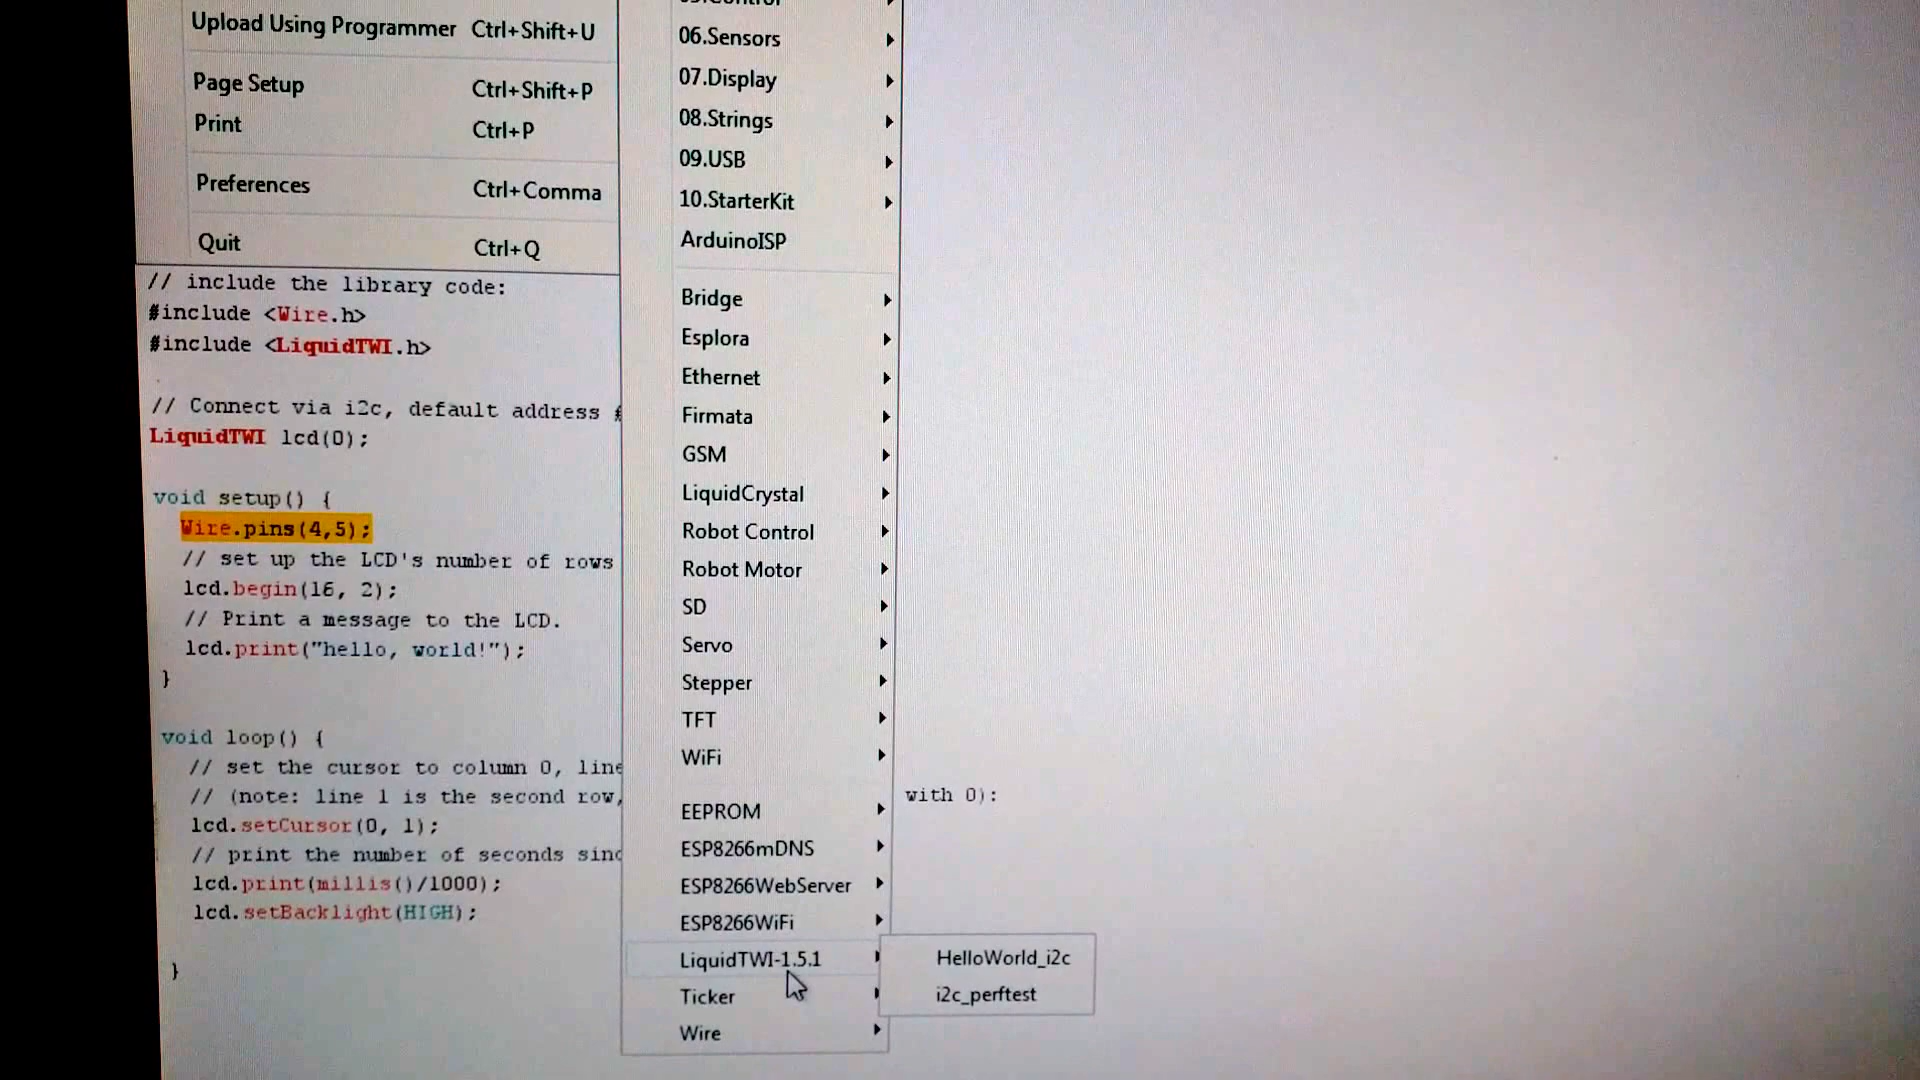 Upload Using Programmer Ctrl+Shift+U
Page Setup Ctrl+Shift+P
Print Ctrl+P
Preferences Ctrl+Comma
Quit Ctrl+Q
// include the library code:
#include <Wire.h>
#include <LiquidTWI.h>
// Connect via i2c, default address #
LiquidTWI lcd(0);
void setup() {
Wire.pins(4,5);
// set up the LCD's number of rows
lcd.begin(16, 2);
// Print a message to the LCD.
lcd.print("hello, world!");
}
void loop() {
// set the cursor to column 0, line
// (note: line 1 is the second row,
with 0):
lcd.setCursor(0, 1);
// print the number of seconds sinc
lcd.print(millis()/1000);
lcd.setBacklight(HIGH);
}
05.Control
06.Sensors
07.Display
08.Strings
09.USB
10.StarterKit
ArduinoISP
Bridge
Esplora
Ethernet
Firmata
GSM
LiquidCrystal
Robot Control
Robot Motor
SD
Servo
Stepper
TFT
WiFi
EEPROM
ESP8266mDNS
ESP8266WebServer
ESP8266WiFi
LiquidTWI-1.5.1
Ticker
Wire
HelloWorld_i2c
i2c_perftest